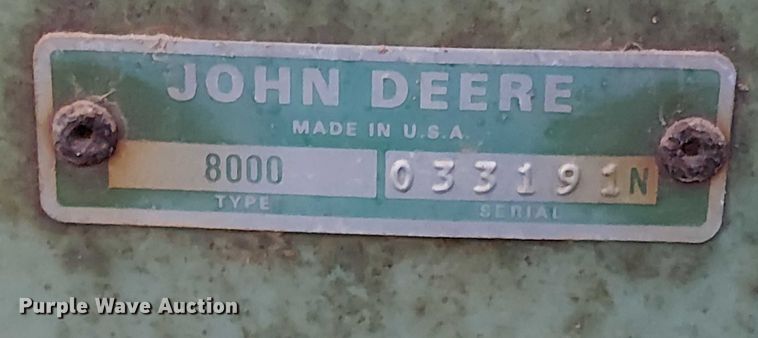 JOHN DEERE
MADE IN U.S.A.
8000 033191N
TYPE SERIAL
Purple Wave Auction